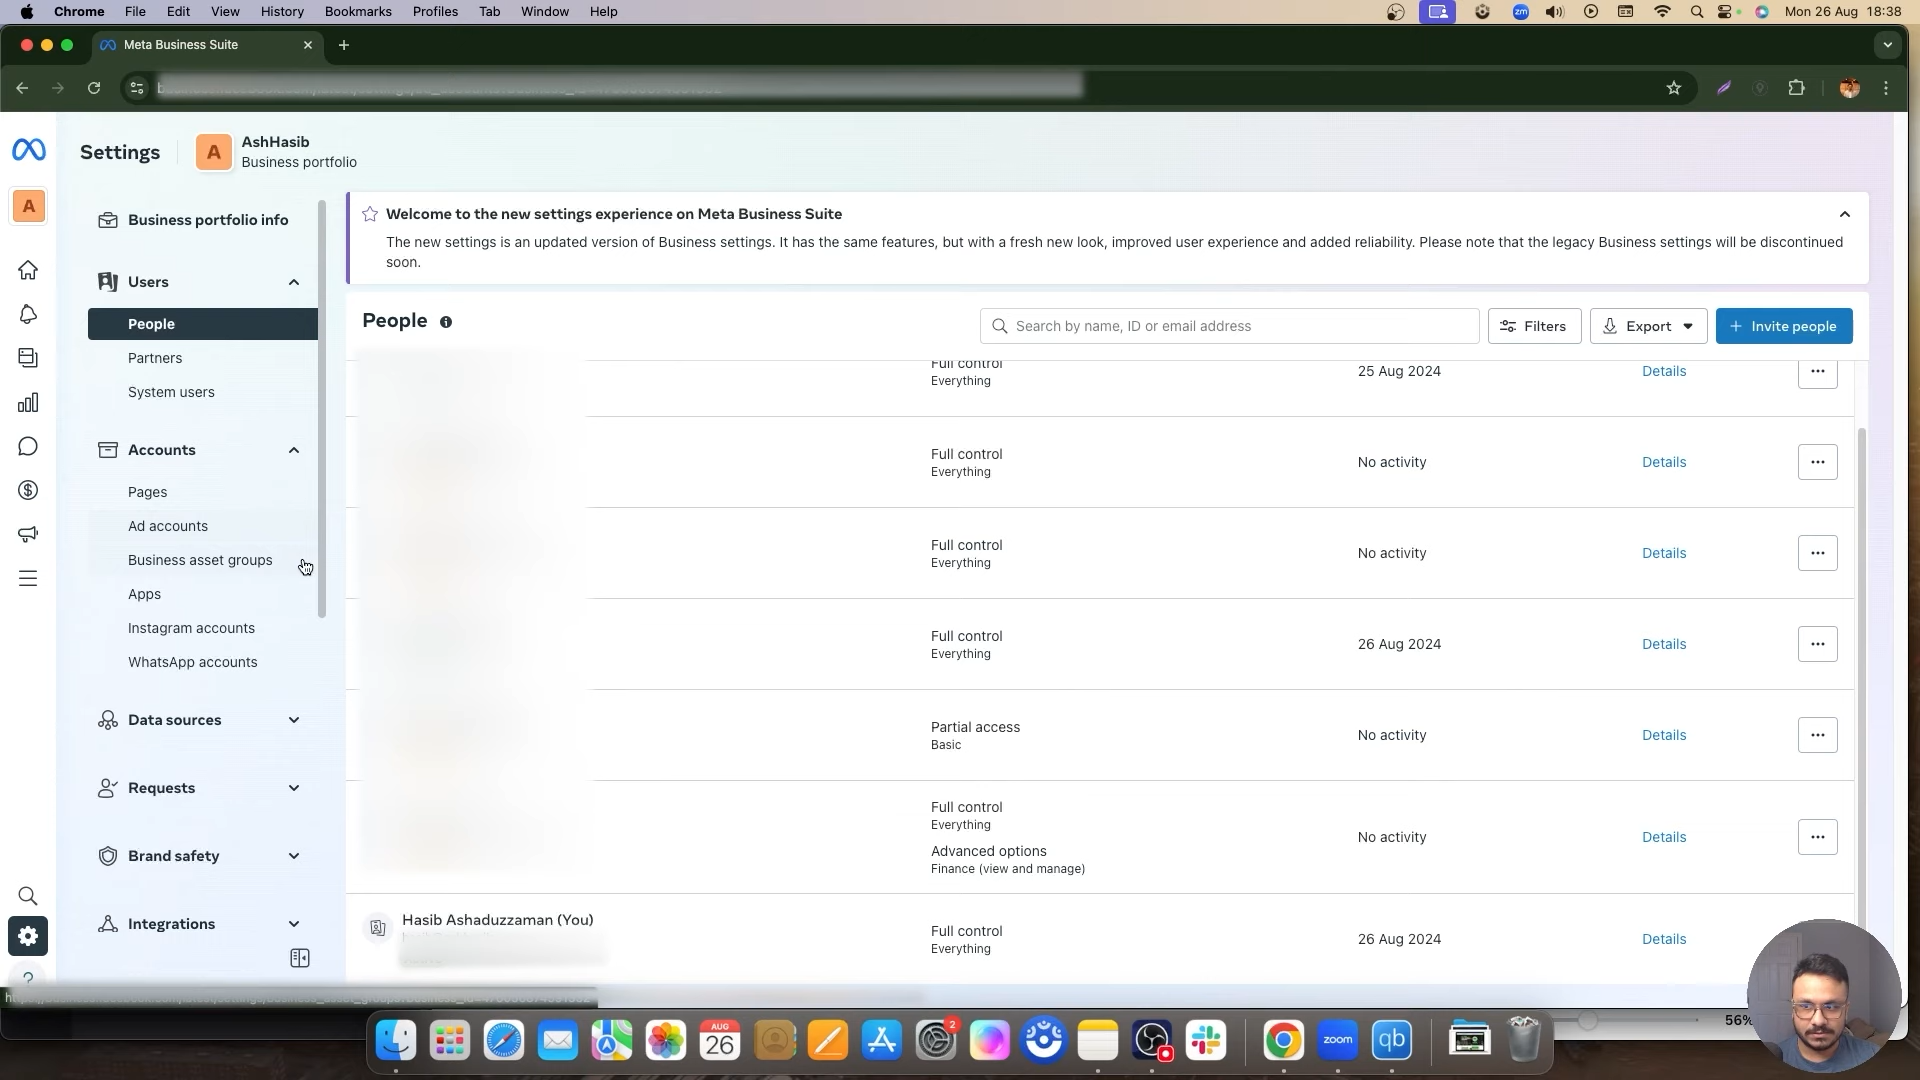 Chrome File Edit View History Bookmarks Profiles Tab Window Help
zm
Mon 26 Aug 18:38
Meta Business Suite
Settings
A
AshHasib
Business portfolio
A
Business portfolio info
Users
People
Partners
System users
Accounts
Pages
Ad accounts
Business asset groups
Apps
Instagram accounts
WhatsApp accounts
Data sources
Requests
Brand safety
Integrations
Welcome to the new settings experience on Meta Business Suite
The new settings is an updated version of Business settings. It has the same features, but with a fresh new look, improved user experience and added reliability. Please note that the legacy Business settings will be discontinued
soon.
People
Search by name, ID or email address
Filters
Export
+ Invite people
Full control
Everything
25 Aug 2024
Details
Full control
Everything
No activity
Details
Full control
Everything
No activity
Details
Full control
Everything
26 Aug 2024
Details
Partial access
Basic
No activity
Details
Full control
Everything
Advanced options
Finance (view and manage)
No activity
Details
Hasib Ashaduzzaman (You)
Full control
Everything
26 Aug 2024
Details
AUG
26
2
zoom
qb
56%